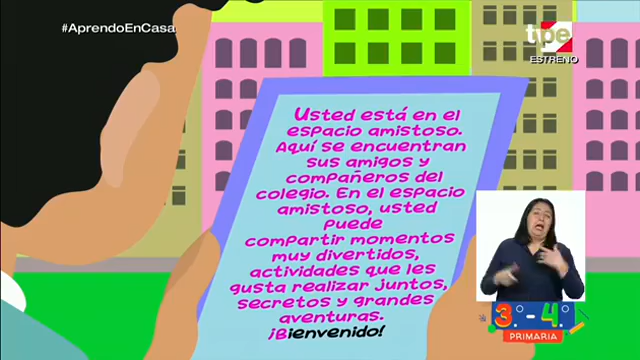 #AprendoEnCasa
tpe
ESTRENO
Usted está en el
espacio amistoso.
Aquí se encuentran
sus amigos y
compañeros del
colegio. En el espacio
amistoso, usted
puede
compartir momentos
muy divertidos,
actividades que les
gusta realizar juntos,
secretos y grandes
aventuras.
¡Bienvenido!
3.° - 4.°
PRIMARIA